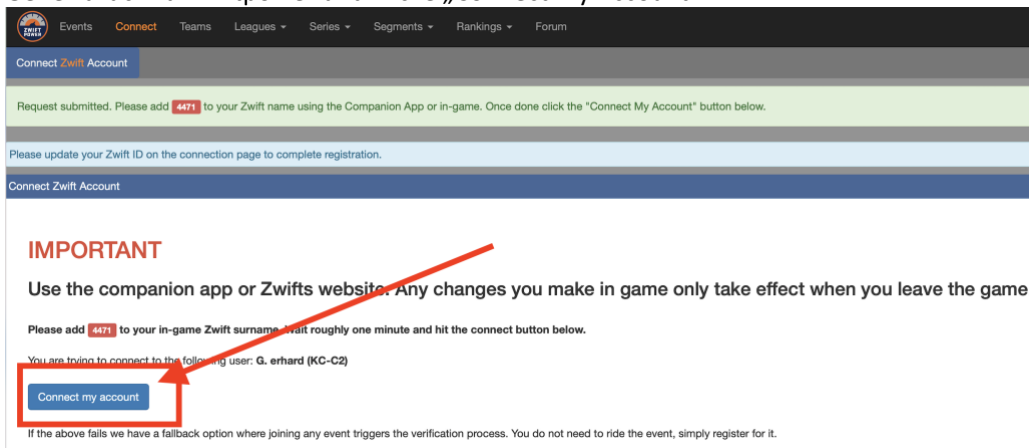 ZWIFT POWER Events Connect Teams Leagues Series Segments Rankings Forum
Connect Zwift Account
Request submitted. Please add 4471 to your Zwift name using the Companion App or in-game. Once done click the "Connect My Account" button below.
Please update your Zwift ID on the connection page to complete registration.
Connect Zwift Account
IMPORTANT
Use the companion app or Zwifts website. Any changes you make in game only take effect when you leave the game
Please add 4471 to your in-game Zwift surname. Wait roughly one minute and hit the connect button below.
You are trying to connect to the following user: G. erhard (KC-C2)
Connect my account
If the above fails we have a fallback option where joining any event triggers the verification process. You do not need to ride the event, simply register for it.